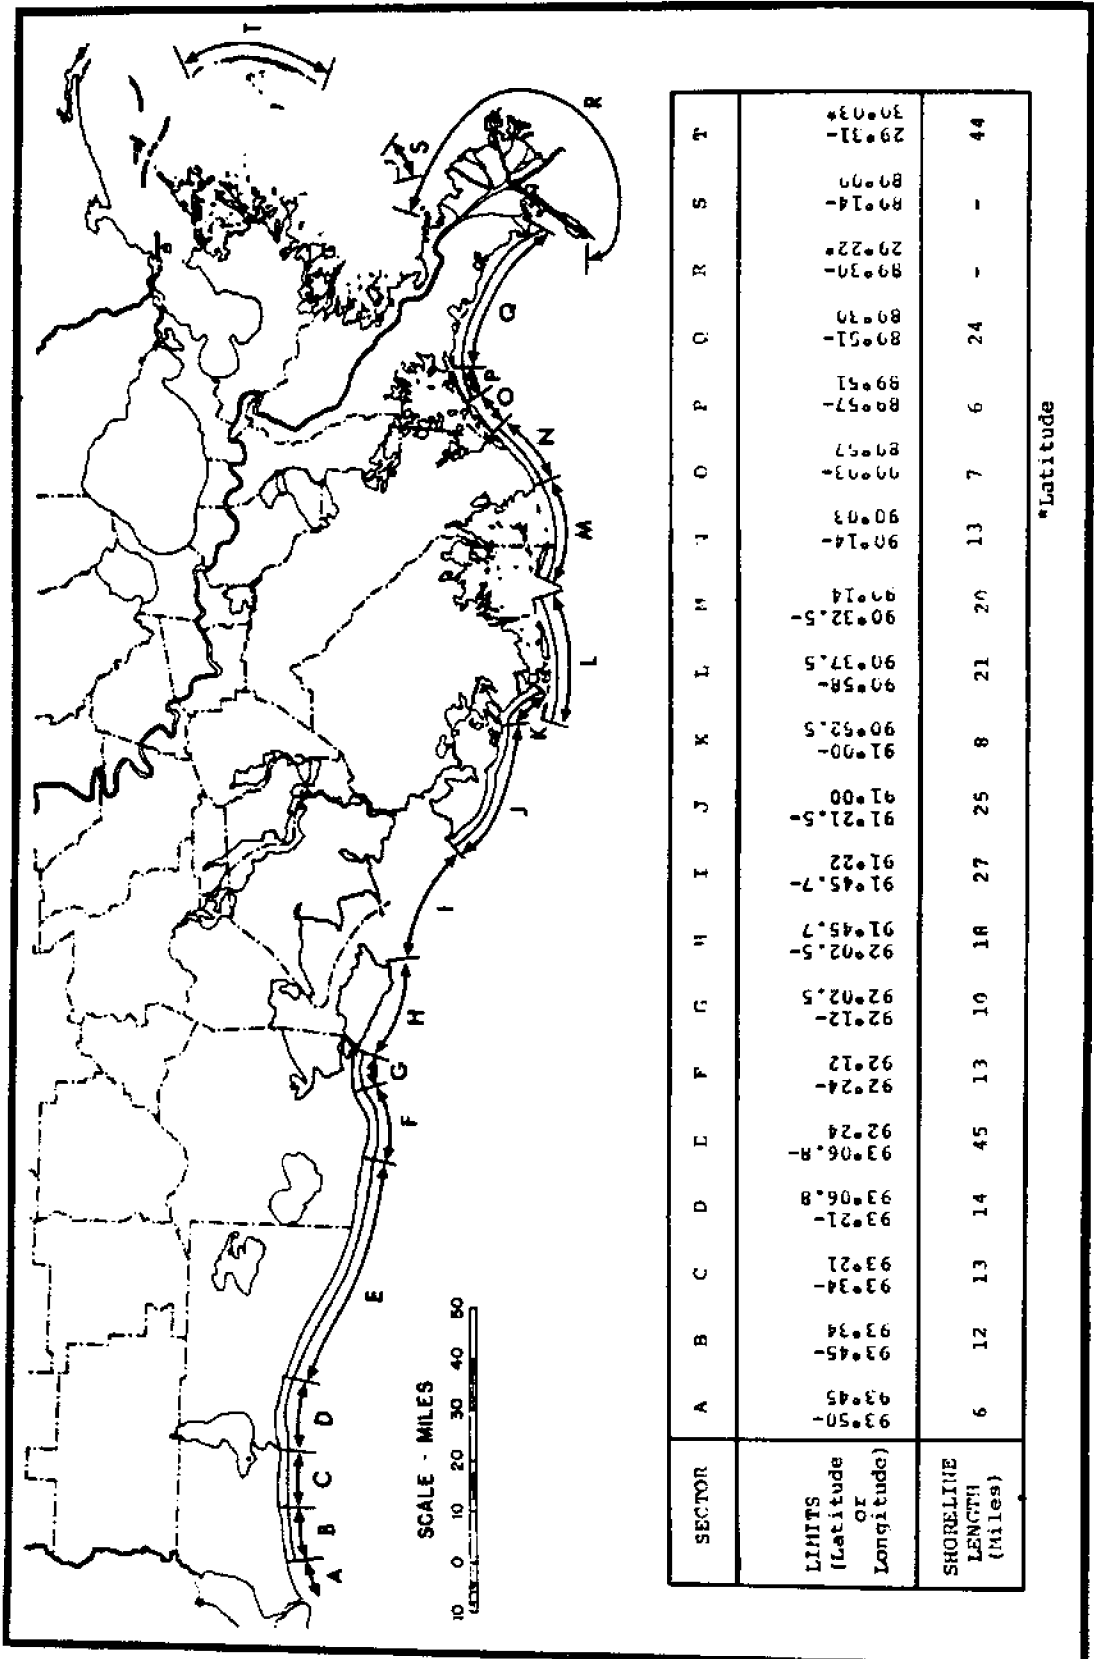 A
B
C
D
E
F
G
H
I
J
K
L
M
N
O
P
Q
R
S
T
SCALE - MILES
10 0 10 20 30 40 50
SECTOR A B C D E F G H I J K L M O P Q R S T
LIMITS
(Latitude
or
Longitude)
93°50- 93°45- 93°34- 93°21- 93°06.8- 92°24- 92°12- 92°02.5- 91°45.7- 91°21.5- 91°00- 90°58- 90°32.5- 90°14- 89°57- 89°51- 89°30- 89°14- 29°31-
93°45 93°34 93°21 93°06.8 92°24 92°12 92°02.5 91°45.7 91°22 91°00 90°52.5 90°37.5 90°14 90°03 89°57 89°51 89°30 29°22* 89°00 30°03*
SHORELINE
LENGTH
(Miles)
6 12 13 14 45 13 10 18 27 25 8 21 20 13 7 6 24 - - 44
*Latitude